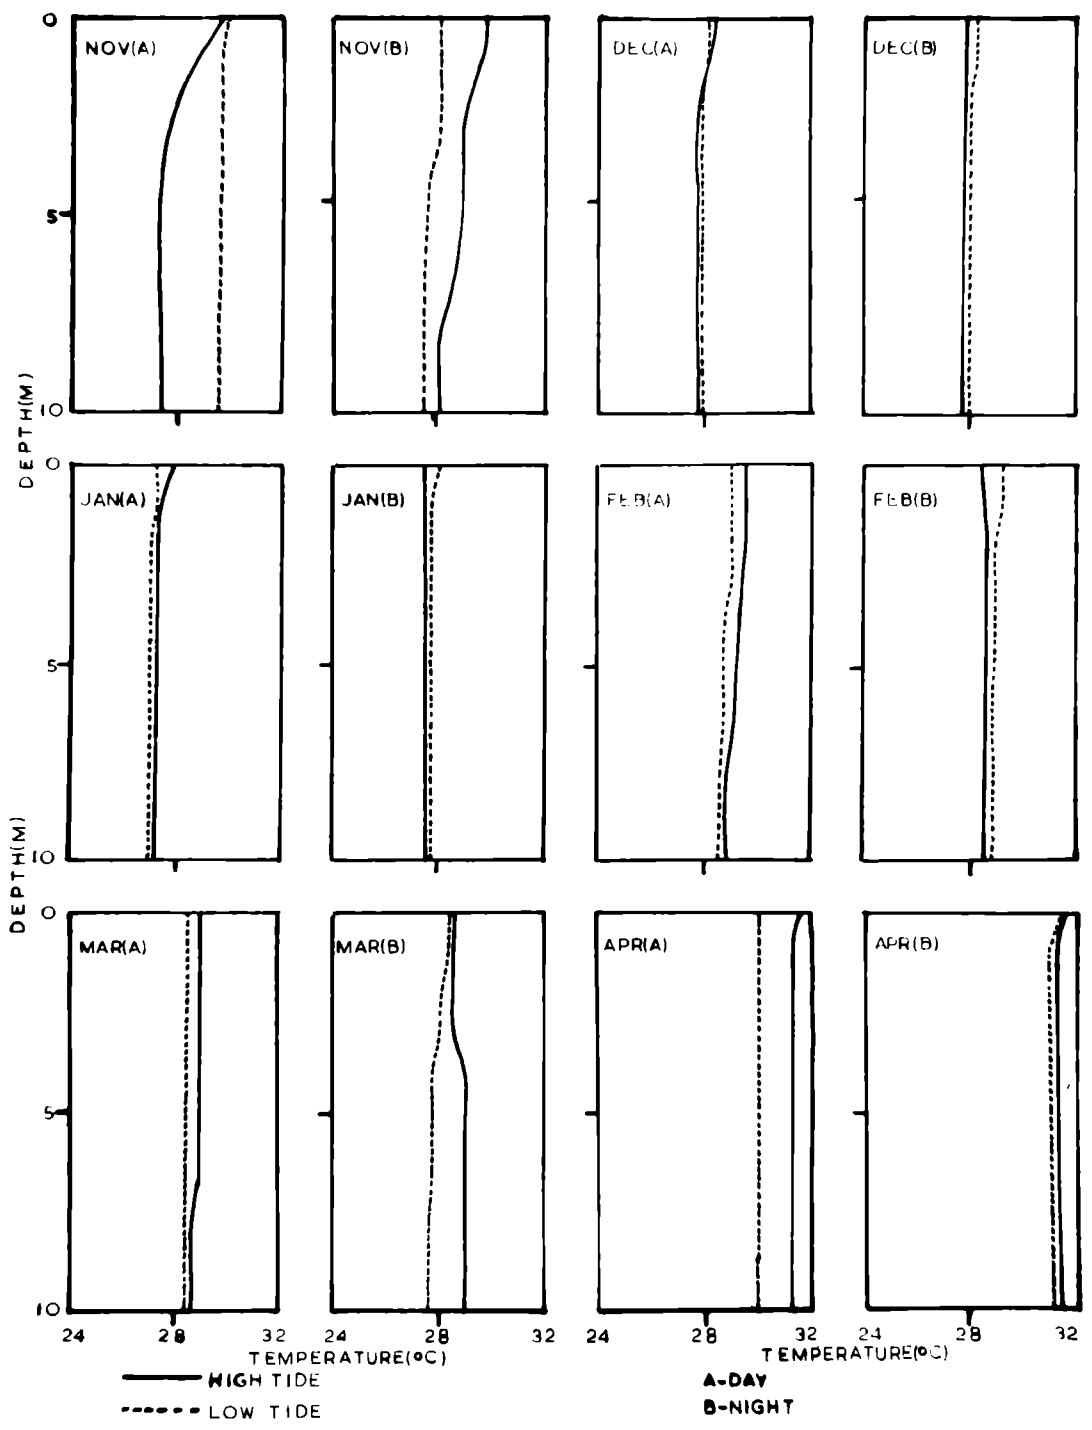 0
NOV(A) NOV(B) DEC(A) DEC(B)
5
10
DEPTH(M)
0
JAN(A) JAN(B) FEB(A) FEB(B)
5
10
DEPTH(M)
0
MAR(A) MAR(B) APR(A) APR(B)
5
10
24 28 32 28 32 24 28 32 24 28 32
TEMPERATURE(°C) TEMPERATURE(°C)
HIGH TIDE A-DAY
LOW TIDE B-NIGHT